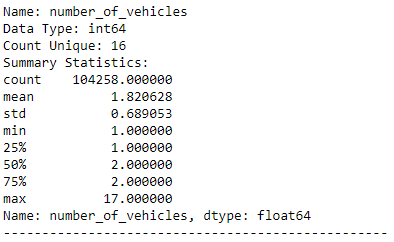 Name: number_of_vehicles
Data Type: int64
Count Unique: 16
Summary Statistics:
count    104258.000000
mean          1.820628
std           0.689053
min           1.000000
25%           1.000000
50%           2.000000
75%           2.000000
max          17.000000
Name: number_of_vehicles, dtype: float64
--------------------------------------------------